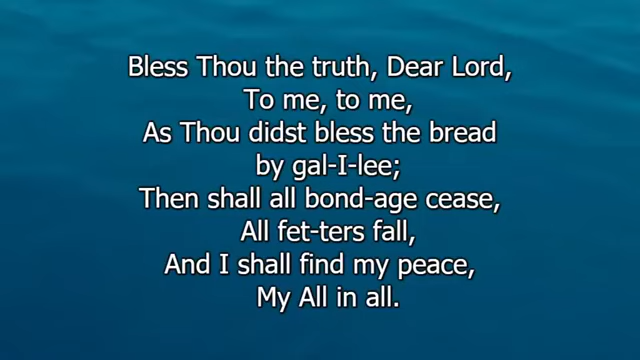 Bless Thou the truth, Dear Lord,
To me, to me,
As Thou didst bless the bread
by gal-I-lee;
Then shall all bond-age cease,
All fet-ters fall,
And I shall find my peace,
My All in all.